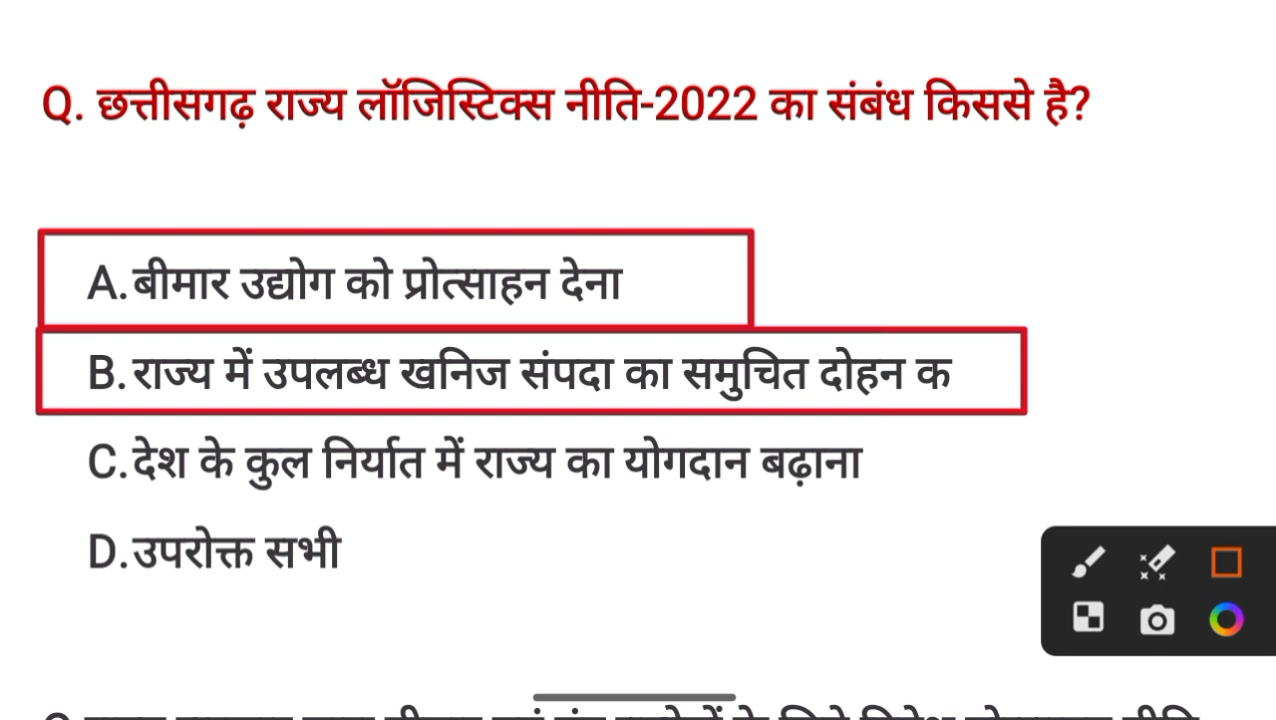 Q. छत्तीसगढ़ राज्य लॉजिस्टिक्स नीति-2022 का संबंध किससे है?
A. बीमार उद्योग को प्रोत्साहन देना
B. राज्य में उपलब्ध खनिज संपदा का समुचित दोहन क
C. देश के कुल निर्यात में राज्य का योगदान बढ़ाना
D. उपरोक्त सभी